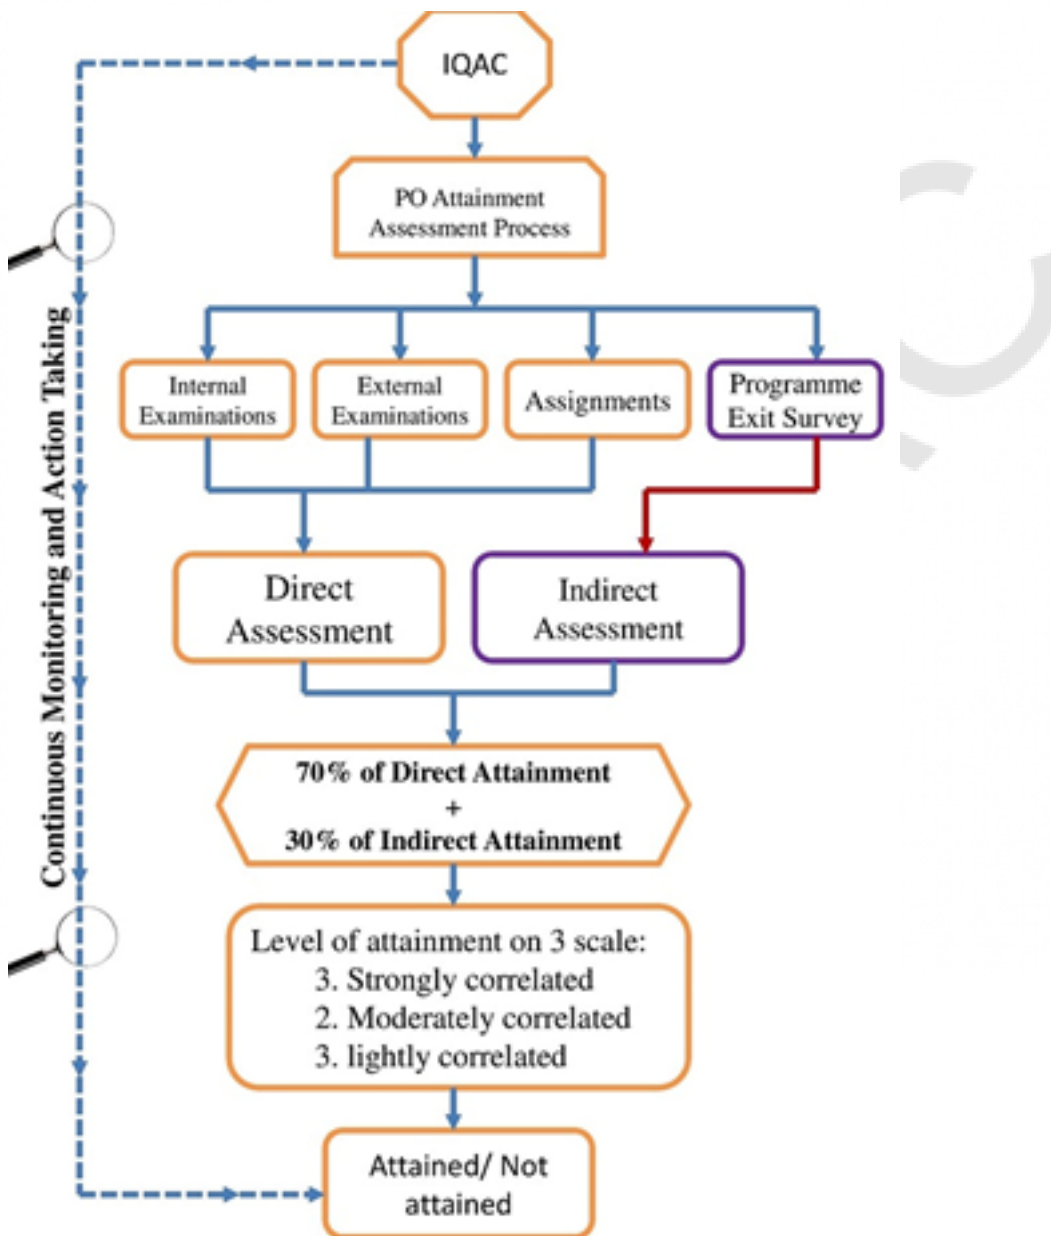 IQAC
PO Attainment
Assessment Process
Internal
Examinations
External
Examinations
Assignments
Programme
Exit Survey
Continuous Monitoring and Action Taking
Direct
Assessment
Indirect
Assessment
70% of Direct Attainment
+
30% of Indirect Attainment
Level of attainment on 3 scale:
3. Strongly correlated
2. Moderately correlated
3. lightly correlated
Attained/ Not
attained